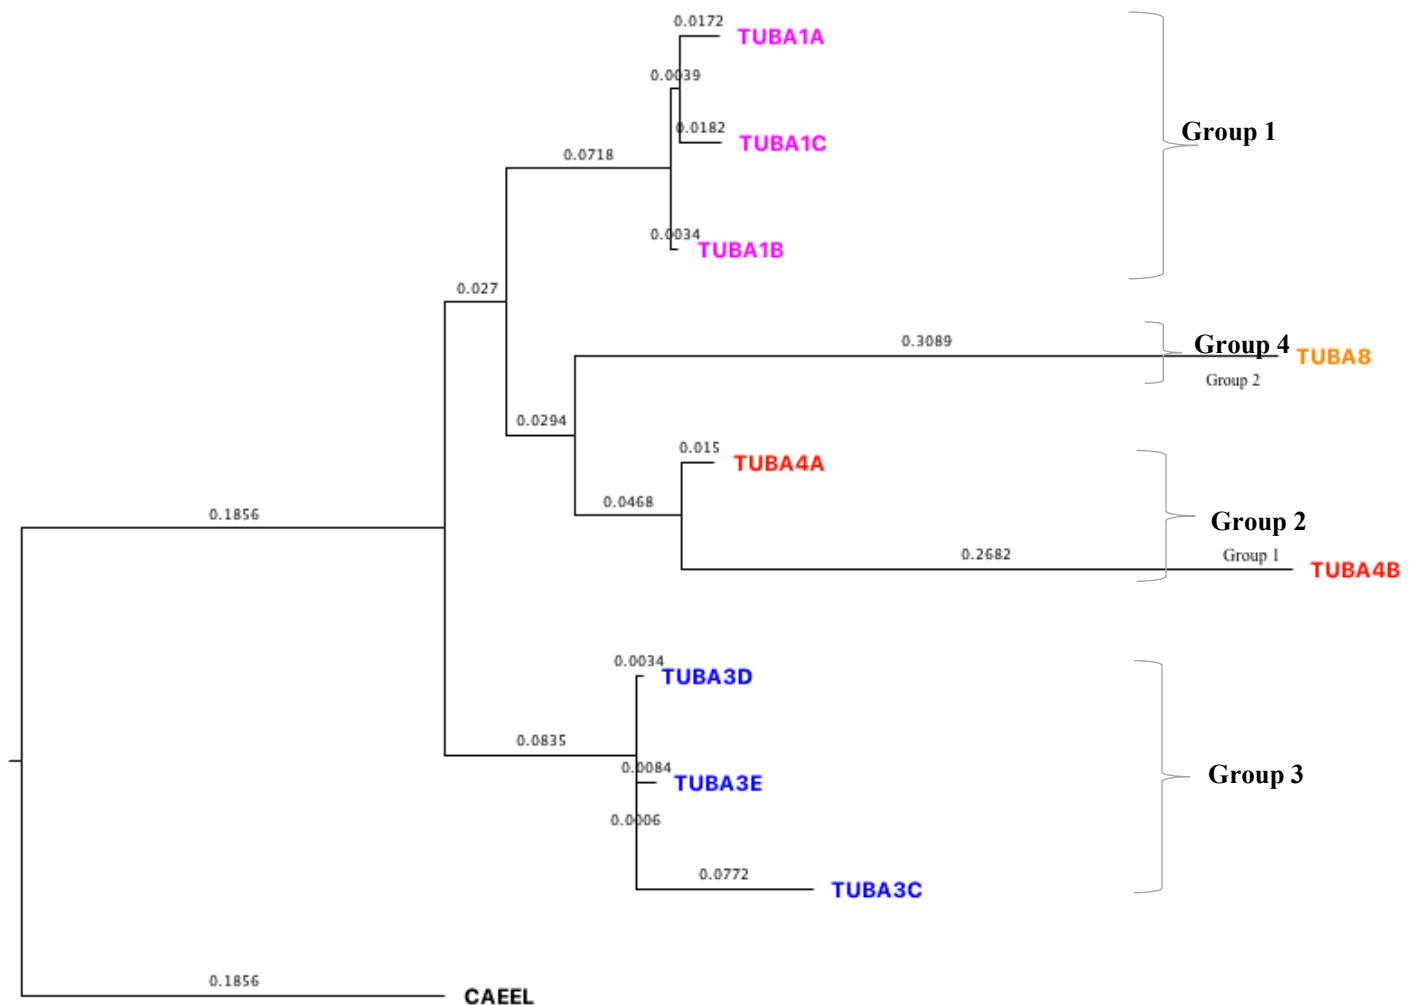 0.0172
TUBA1A
0.0039
0.0182
TUBA1C
Group 1
0.0718
0.0034
TUBA1B
0.027
0.3089
Group 4
TUBA8
Group 2
0.0294
0.015
TUBA4A
0.0468
Group 2
0.1856
0.2682
Group 1
TUBA4B
0.0034
TUBA3D
0.0835
0.0084
TUBA3E
Group 3
0.0006
0.0772
TUBA3C
0.1856
CAEEL